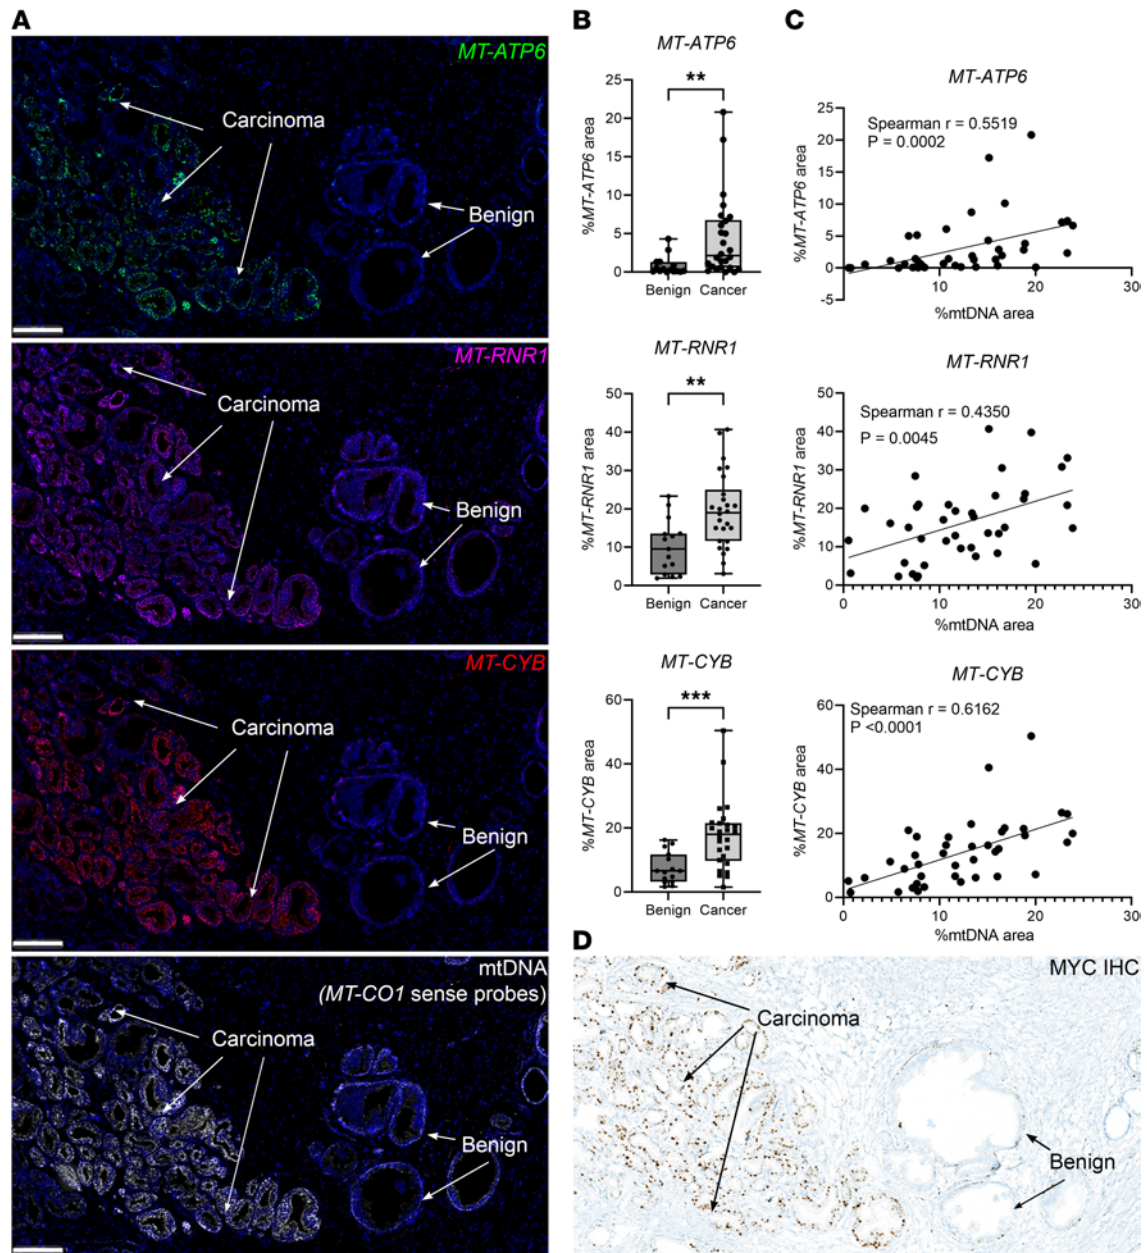 A
MT-ATP6
Carcinoma
Benign
MT-RNR1
Carcinoma
Benign
MT-CYB
Carcinoma
Benign
mtDNA
(MT-CO1 sense probes)
Carcinoma
Benign
B
MT-ATP6
**
25
20
15
10
5
0
%MT-ATP6 area
Benign Cancer
MT-RNR1
**
50
40
30
20
10
0
%MT-RNR1 area
Benign Cancer
MT-CYB
***
60
40
20
0
%MT-CYB area
Benign Cancer
C
MT-ATP6
Spearman r = 0.5519
P = 0.0002
25
20
15
10
5
0
-5
%MT-ATP6 area
0 10 20 30
%mtDNA area
MT-RNR1
Spearman r = 0.4350
P = 0.0045
50
40
30
20
10
0
%MT-RNR1 area
0 10 20 30
%mtDNA area
MT-CYB
Spearman r = 0.6162
P <0.0001
60
40
20
0
%MT-CYB area
0 10 20 30
%mtDNA area
D
MYC IHC
Carcinoma
Benign